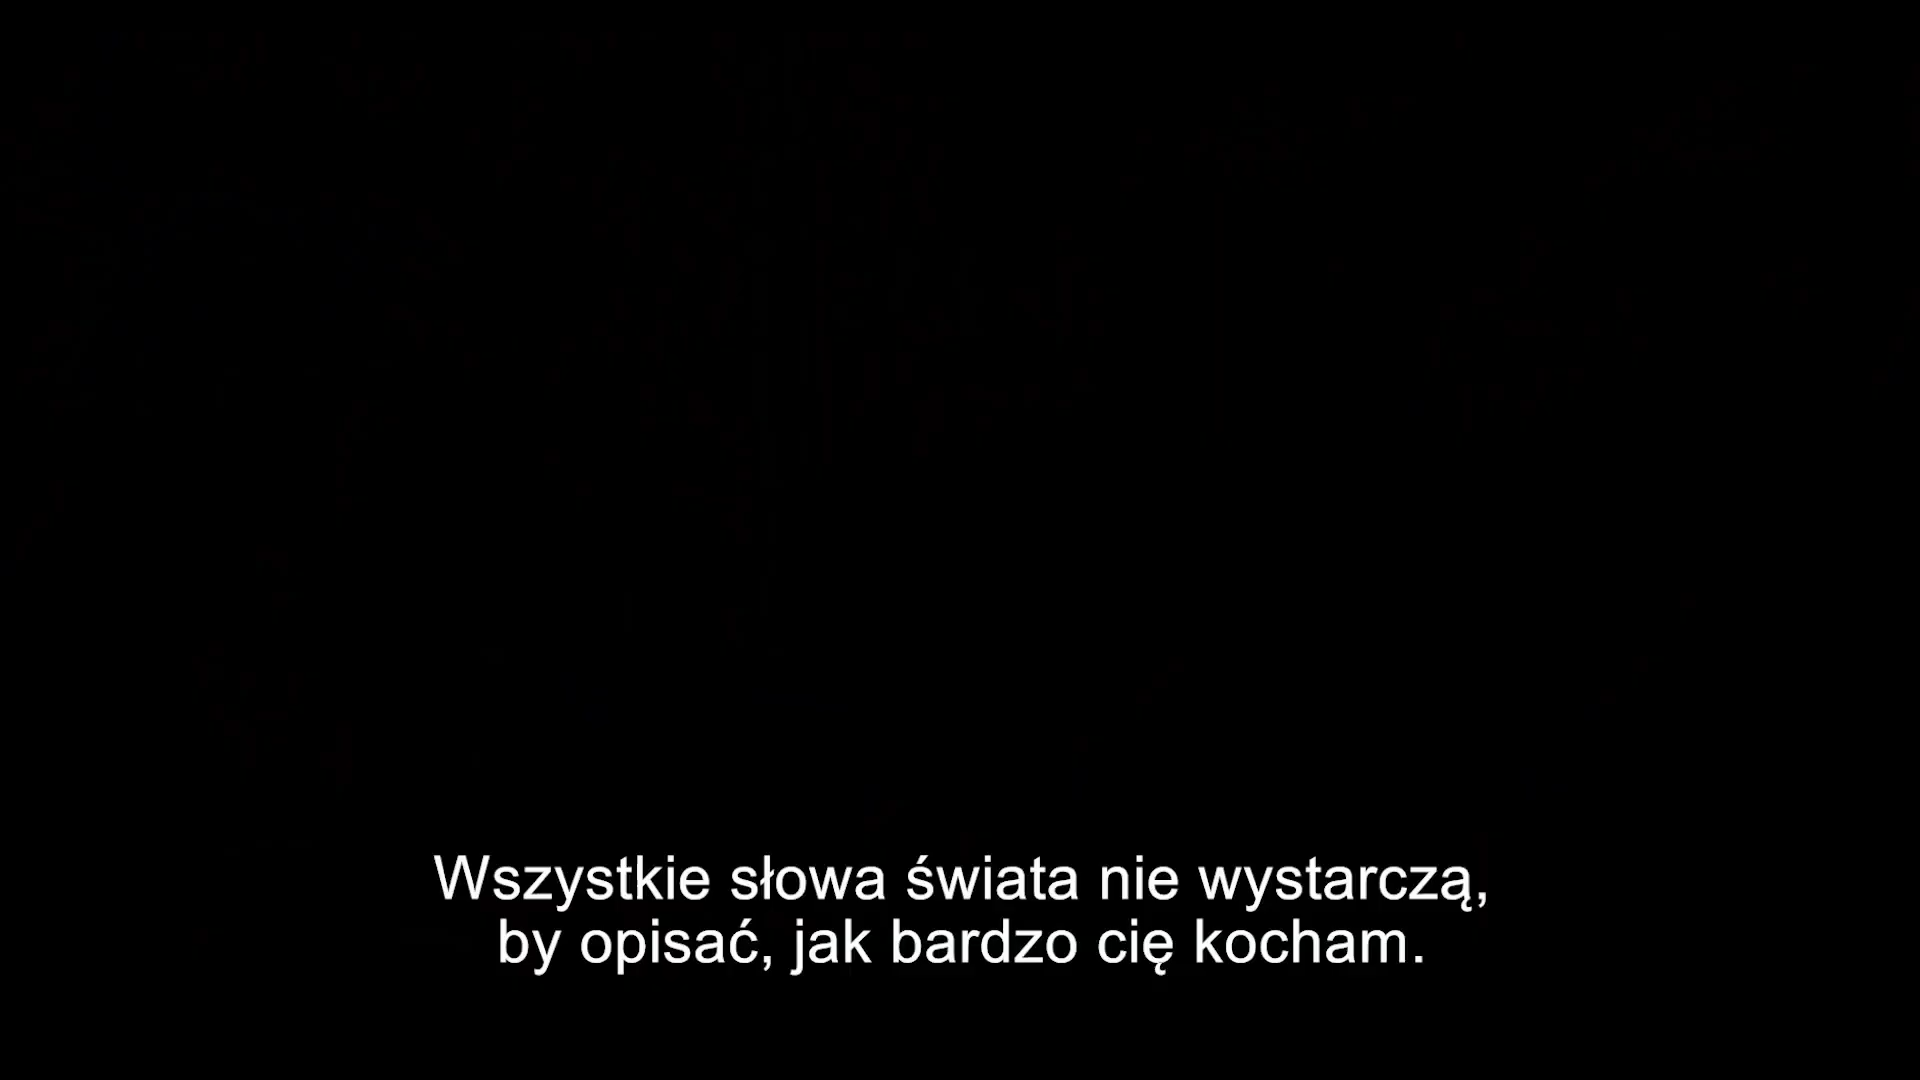 Wszystkie słowa świata nie wystarczą,
by opisać, jak bardzo cię kocham.